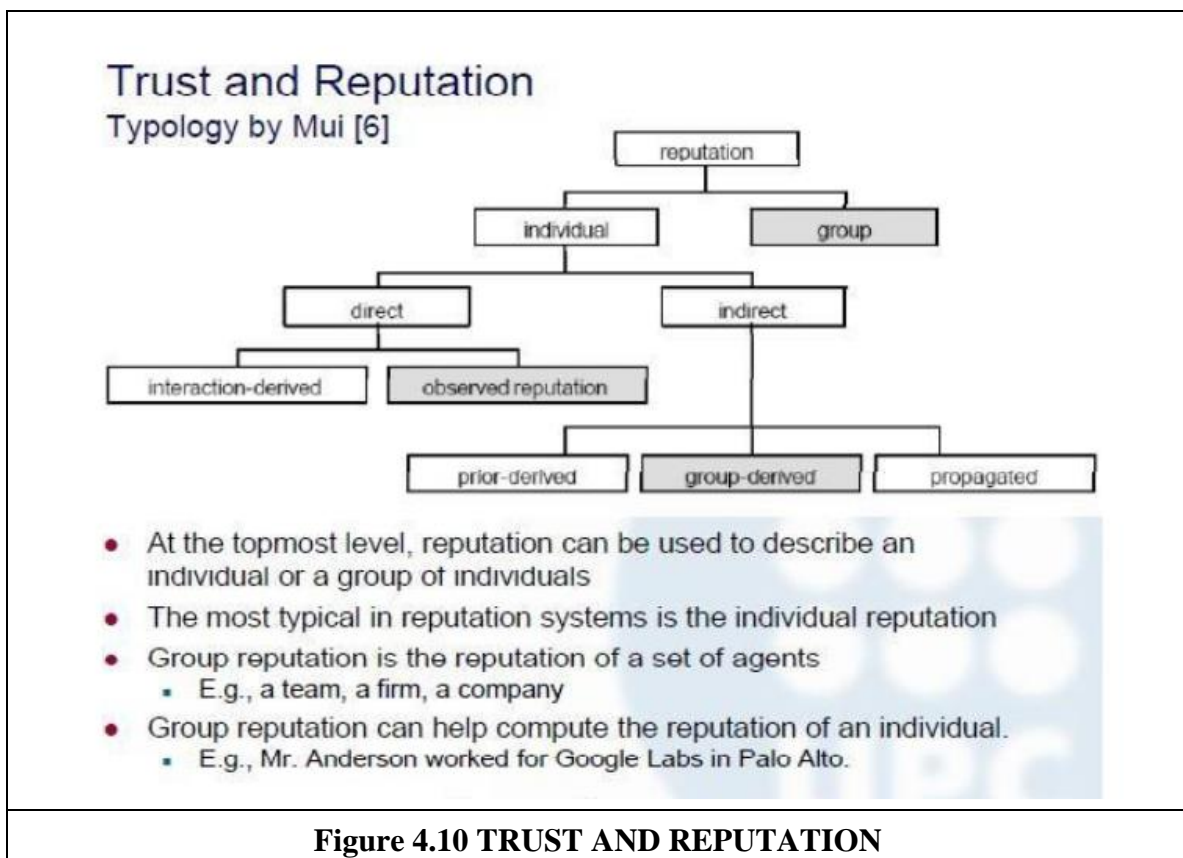 Trust and Reputation
Typology by Mui [6]
reputation
individual
group
direct
indirect
interaction-derived
observed reputation
prior-derived
group-derived
propagated
• At the topmost level, reputation can be used to describe an
individual or a group of individuals
• The most typical in reputation systems is the individual reputation
• Group reputation is the reputation of a set of agents
▪ E.g., a team, a firm, a company
• Group reputation can help compute the reputation of an individual.
▪ E.g., Mr. Anderson worked for Google Labs in Palo Alto.
UPC
Figure 4.10 TRUST AND REPUTATION